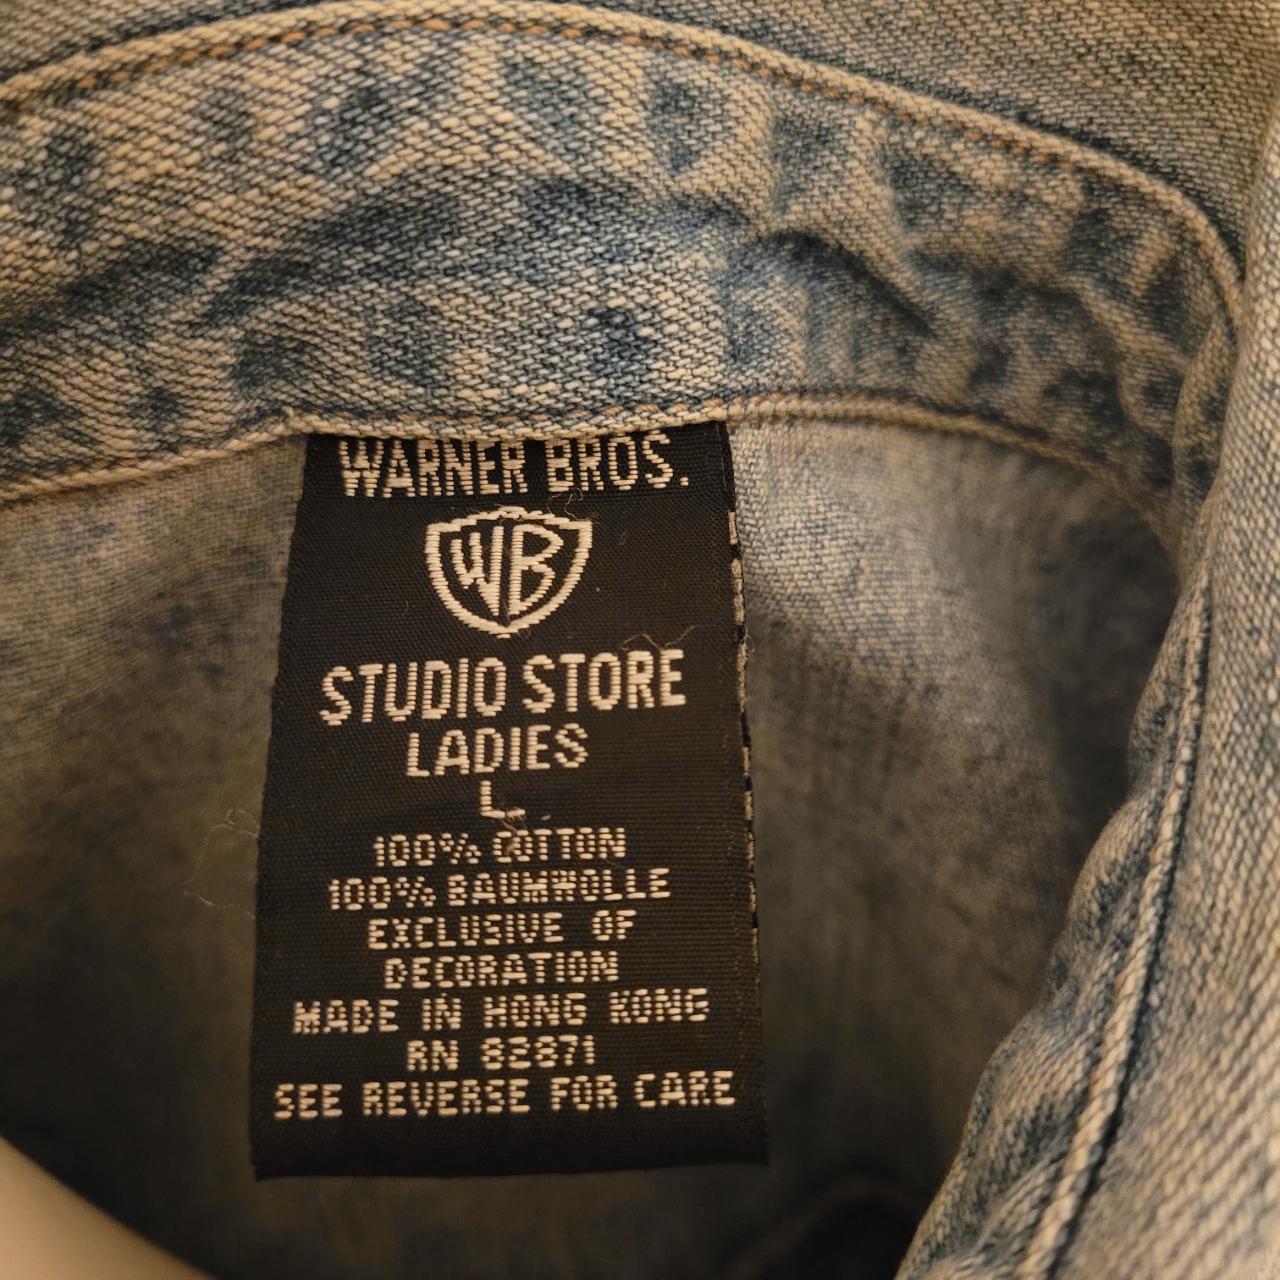 WARNER BROS.
WB
STUDIO STORE
LADIES
L
100% COTTON
100% BAUMWOLLE
EXCLUSIVE OF
DECORATION
MADE IN HONG KONG
RN 82871
SEE REVERSE FOR CARE